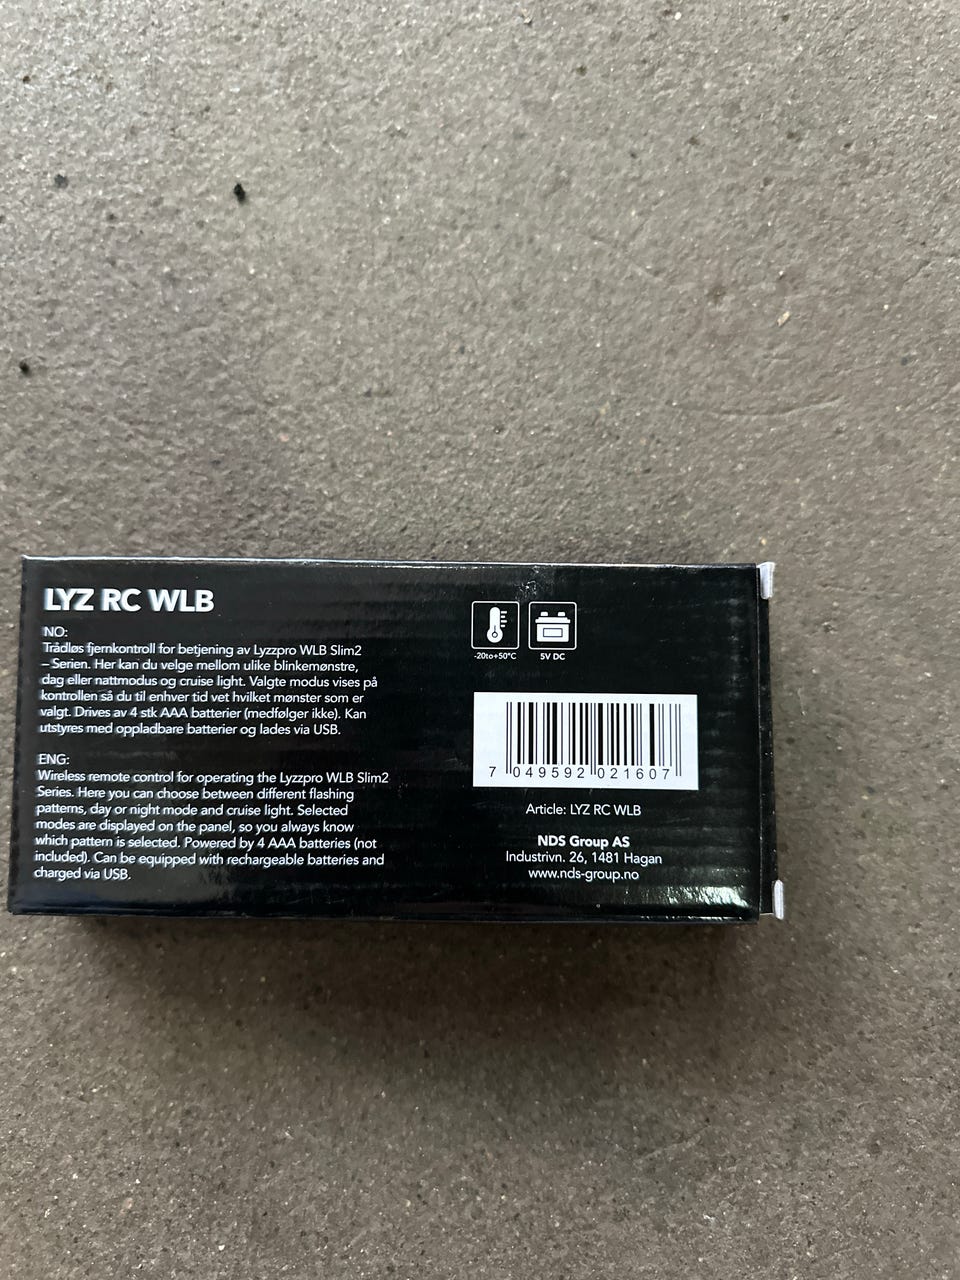 LYZ RC WLB
NO:
Trådløs fjernkontroll for betjening av Lyzzpro WLB Slim2
– Serien. Her kan du velge mellom ulike blinkemønstre,
dag eller nattmodus og cruise light. Valgte modus vises på
kontrollen så du til enhver tid vet hvilket mønster som er
valgt. Drives av 4 stk AAA batterier (medfølger ikke). Kan
utstyres med oppladbare batterier og lades via USB.
ENG:
Wireless remote control for operating the Lyzzpro WLB Slim2
Series. Here you can choose between different flashing
patterns, day or night mode and cruise light. Selected
modes are displayed on the panel, so you always know
which pattern is selected. Powered by 4 AAA batteries (not
included). Can be equipped with rechargeable batteries and
charged via USB.
-20to+50°C
5V DC
7 049592 021607
Article: LYZ RC WLB
NDS Group AS
Industrivn. 26, 1481 Hagan
www.nds-group.no